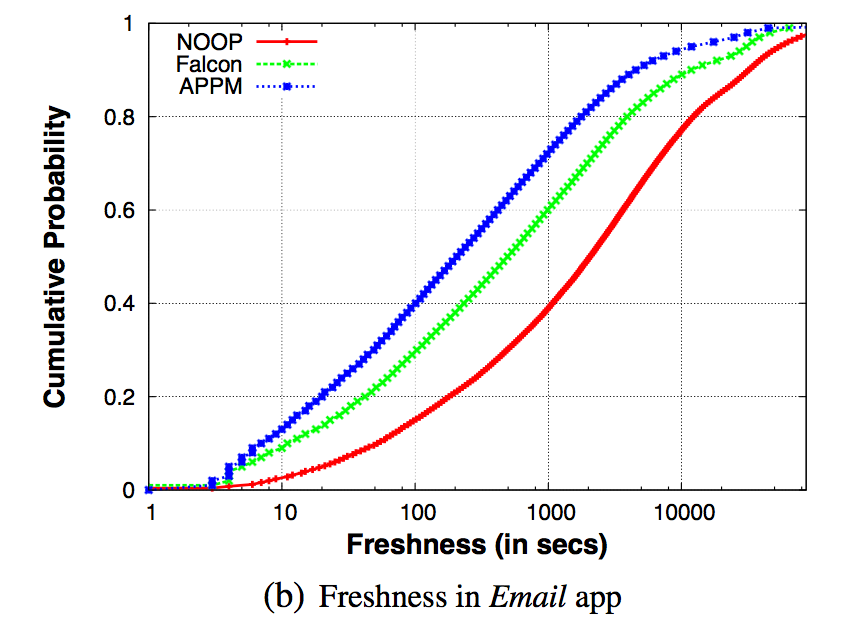 1
0.8
0.6
0.4
0.2
0
Cumulative Probability
NOOP
Falcon
APPM
1 10 100 1000 10000
Freshness (in secs)
(b) Freshness in Email app